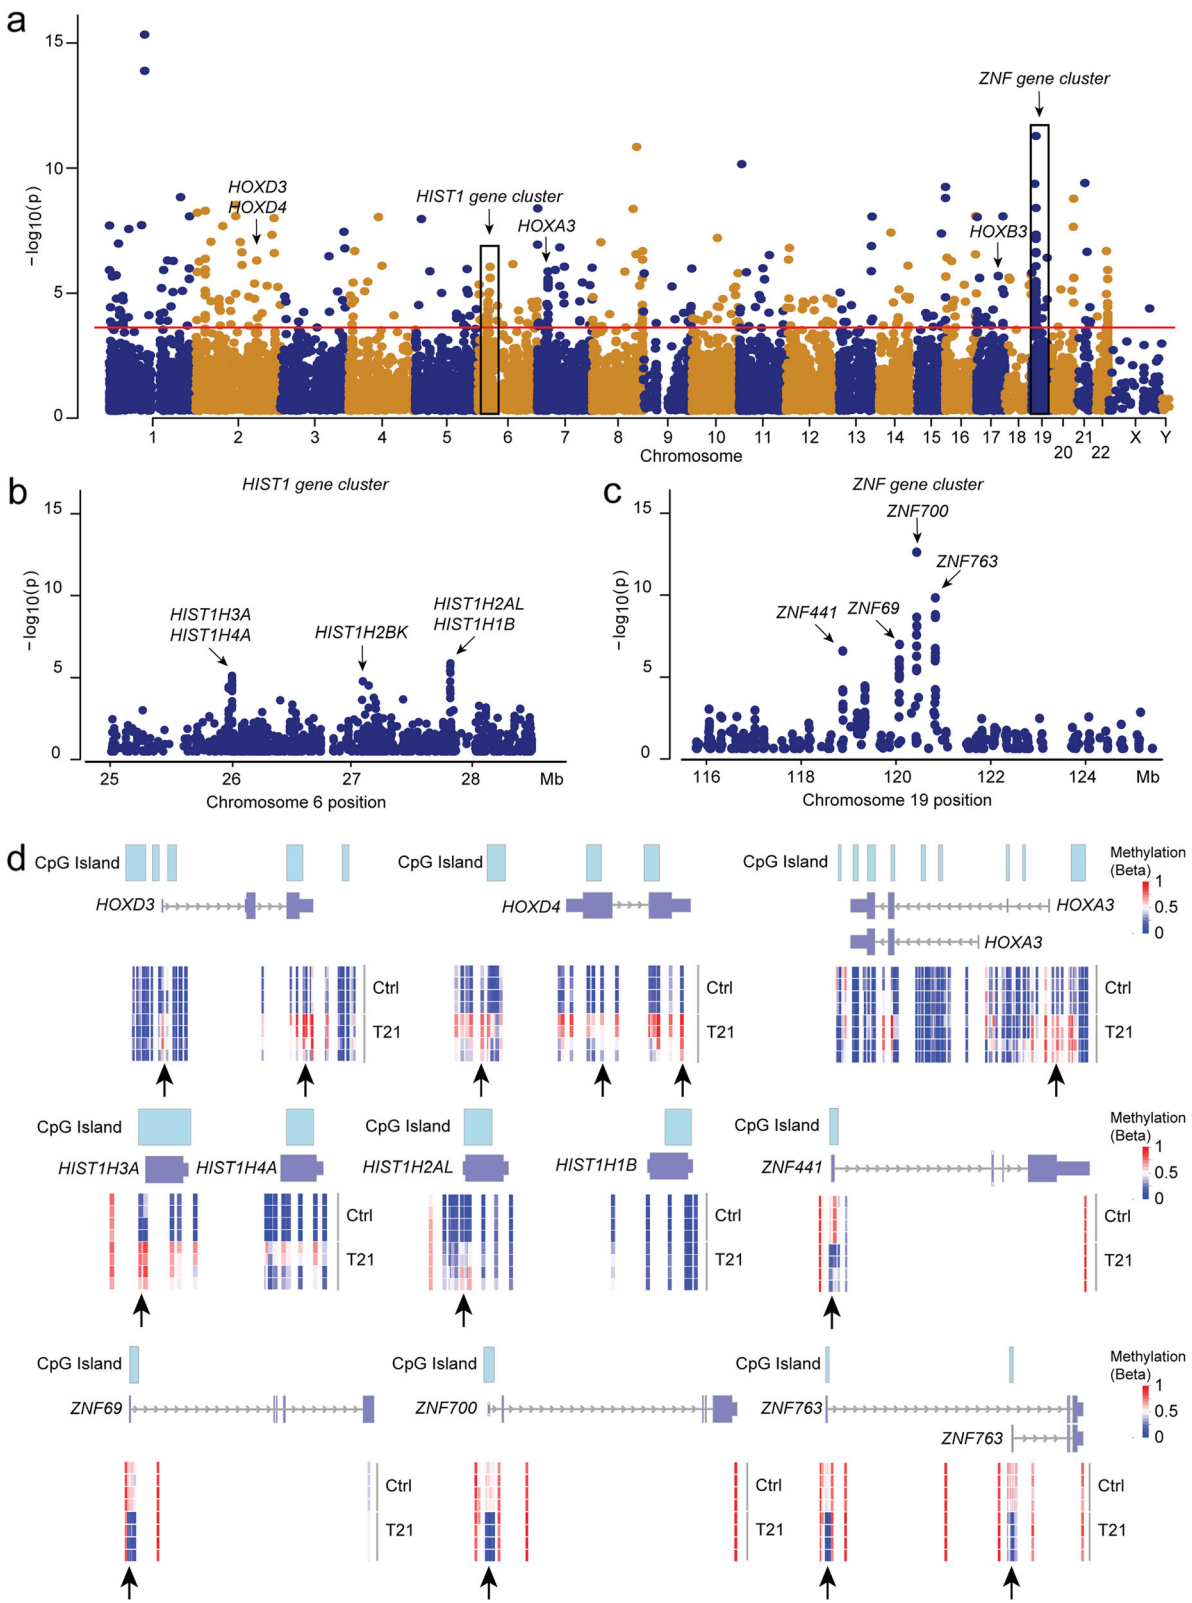 a
15
10
5
0
−log10(p)
HOXD3
HOXD4
HIST1 gene cluster
HOXA3
HOXB3
ZNF gene cluster
1 2 3 4 5 6 7 8 9 10 11 12 13 14 15 16 17 18 19 20 21 22 X Y
Chromosome
b
HIST1 gene cluster
15
10
5
0
−log10(p)
HIST1H3A
HIST1H4A
HIST1H2BK
HIST1H2AL
HIST1H1B
25 26 27 28 Mb
Chromosome 6 position
c
ZNF gene cluster
15
10
5
0
−log10(p)
ZNF700
ZNF763
ZNF441
ZNF69
116 118 120 122 124 Mb
Chromosome 19 position
d
CpG Island
HOXD3
Ctrl
T21
CpG Island
HOXD4
Ctrl
T21
CpG Island
HOXA3
HOXA3
Ctrl
T21
Methylation
(Beta)
1
0.5
0
CpG Island
HIST1H3A
HIST1H4A
Ctrl
T21
CpG Island
HIST1H2AL
HIST1H1B
Ctrl
T21
CpG Island
ZNF441
Ctrl
T21
Methylation
(Beta)
1
0.5
0
CpG Island
ZNF69
Ctrl
T21
CpG Island
ZNF700
Ctrl
T21
CpG Island
ZNF763
ZNF763
Ctrl
T21
Methylation
(Beta)
1
0.5
0